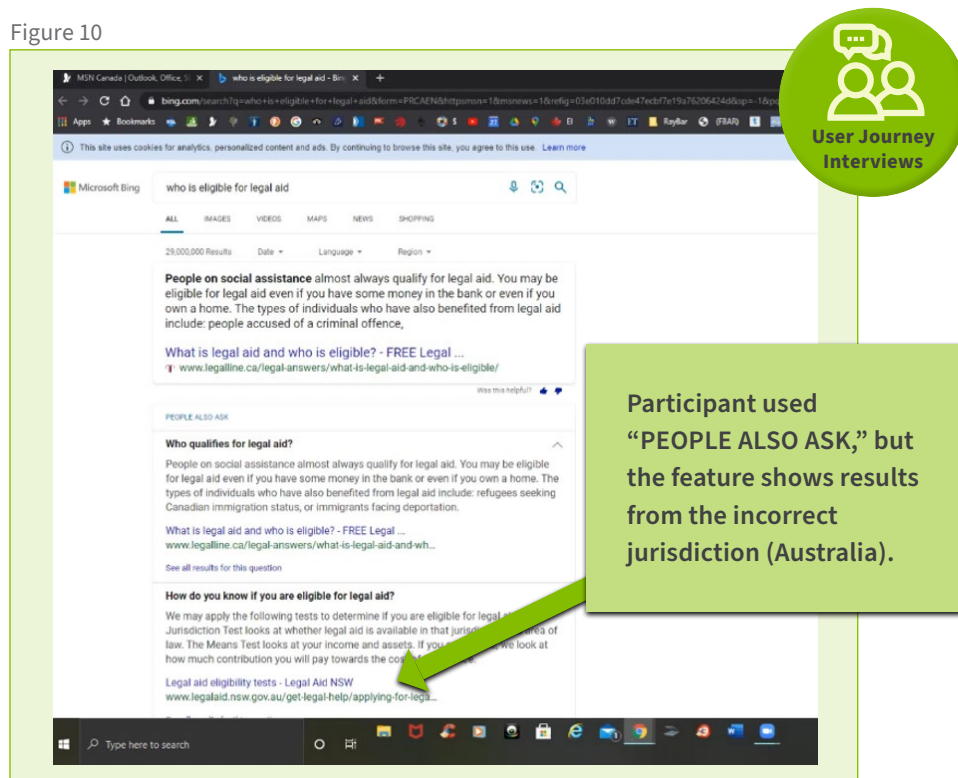 Figure 10
User Journey
Interviews
MSN Canada | Outlook, Office, S
who is eligible for legal aid - Bing
bing.com/search?q=who+is+eligible+for+legal+aid&form=PRCAEN&httpsmsn=1&msnews=1&refig=
Apps Bookmarks RayBar (FBAR)
This site uses cookies for analytics, personalized content and ads. By continuing to browse this site, you agree to this use. Learn more
Microsoft Bing
who is eligible for legal aid
ALL IMAGES VIDEOS MAPS NEWS SHOPPING
29,000,000 Results Date Language Region
People on social assistance almost always qualify for legal aid. You may be
eligible for legal aid even if you have some money in the bank or even if you
own a home. The types of individuals who have also benefited from legal aid
include: people accused of a criminal offence,
What is legal aid and who is eligible? - FREE Legal ...
www.legalline.ca/legal-answers/what-is-legal-aid-and-who-is-eligible/
Was this helpful?
PEOPLE ALSO ASK
Who qualifies for legal aid?
People on social assistance almost always qualify for legal aid. You may be eligible
for legal aid even if you have some money in the bank or even if you own a home. The
types of individuals who have also benefited from legal aid include: refugees seeking
Canadian immigration status, or immigrants facing deportation.
What is legal aid and who is eligible? - FREE Legal ...
www.legalline.ca/legal-answers/what-is-legal-aid-and-wh...
See all results for this question
How do you know if you are eligible for legal aid?
We may apply the following tests to determine if you are eligible for legal
Jurisdiction Test looks at whether legal aid is available in that area of
law. The Means Test looks at your income and assets. If you we look at
how much contribution you will pay towards the
Legal aid eligibility tests - Legal Aid NSW
www.legalaid.nsw.gov.au/get-legal-help/applying-for-lega...
Participant used
“PEOPLE ALSO ASK,” but
the feature shows results
from the incorrect
jurisdiction (Australia).
Type here to search